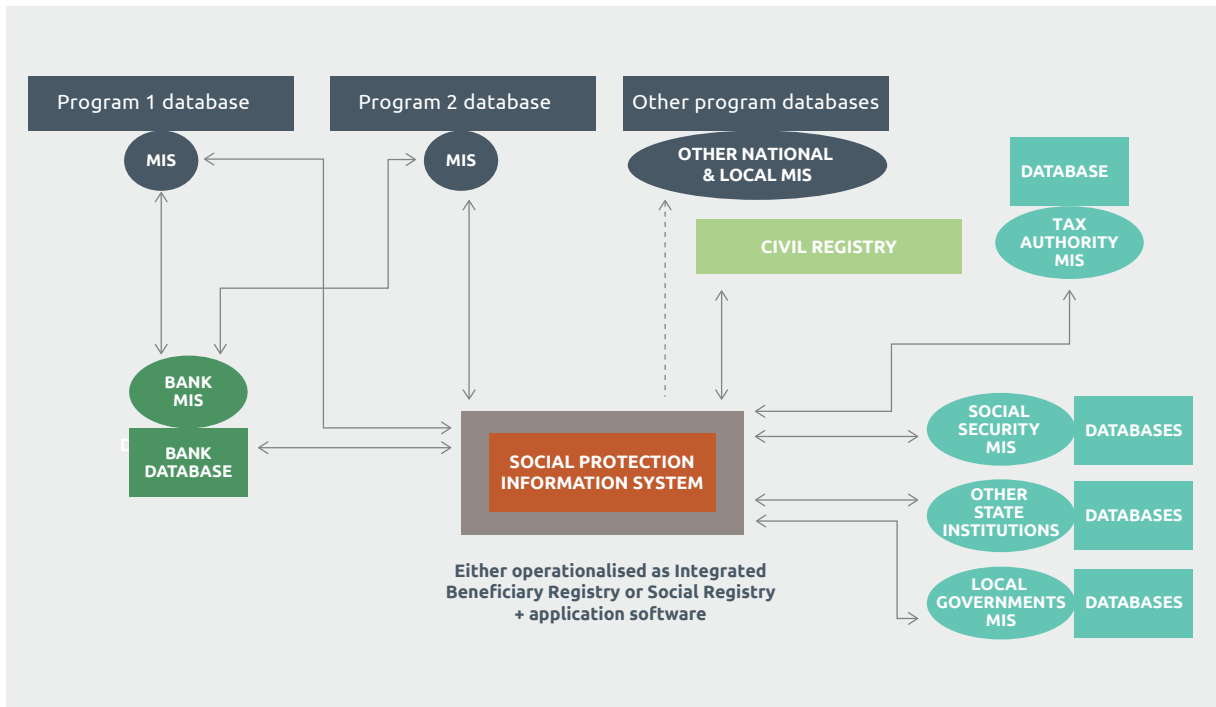 Program 1 database
Program 2 database
Other program databases
MIS
MIS
OTHER NATIONAL
& LOCAL MIS
DATABASE
TAX
AUTHORITY
MIS
CIVIL REGISTRY
BANK
MIS
BANK
DATABASE
SOCIAL PROTECTION
INFORMATION SYSTEM
SOCIAL
SECURITY
MIS
DATABASES
OTHER
STATE
INSTITUTIONS
DATABASES
LOCAL
GOVERNMENTS
MIS
DATABASES
Either operationalised as Integrated
Beneficiary Registry or Social Registry
+ application software